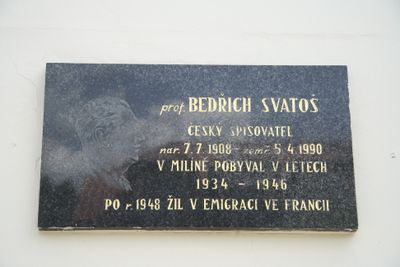 prof. BEDŘICH SVATOŠ
ČESKÝ SPISOVATEL
nar. 7. 7. 1908 - zemř. 5. 4. 1990
V MILÍNĚ POBÝVAL V LETECH
1934 - 1946
PO r. 1948 ŽIL V EMIGRACI VE FRANCII